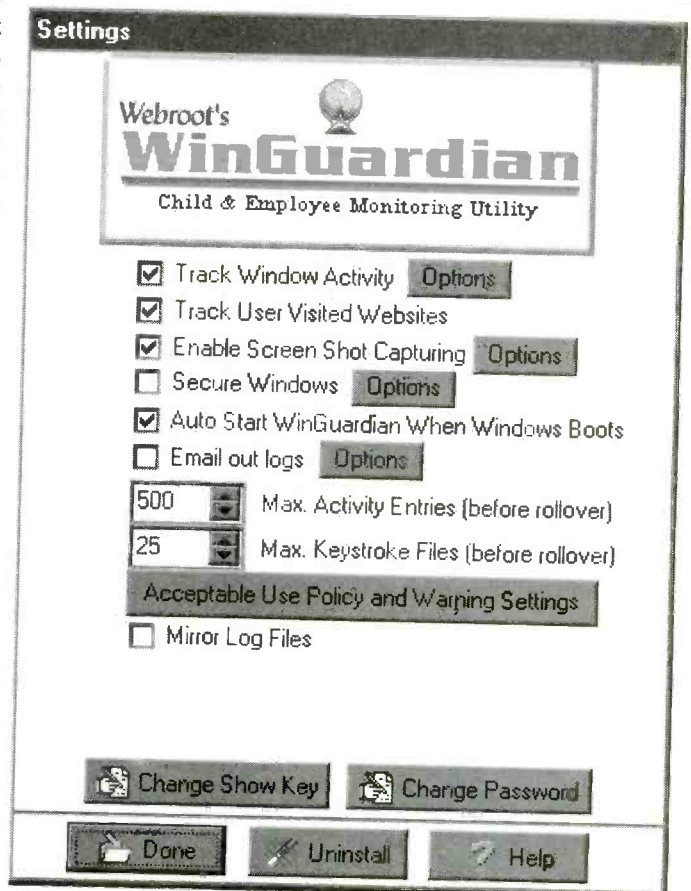 Settings
Webroot's
WinGuardian
Child & Employee Monitoring Utility
Track Window Activity Options
Track User Visited Websites
Enable Screen Shot Capturing Options
Secure Windows Options
Auto Start WinGuardian When Windows Boots
Email out logs Options
500 Max. Activity Entries (before rollover)
25 Max. Keystroke Files (before rollover)
Acceptable Use Policy and Warning Settings
Mirror Log Files
Change Show Key Change Password
Done Uninstall Help